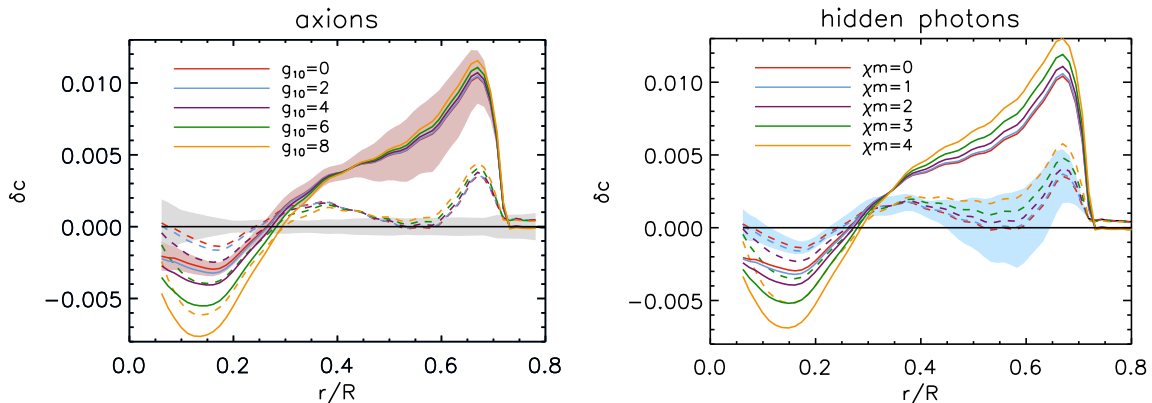 axions
0.010
0.005
0.000
−0.005
δc
g₁₀=0
g₁₀=2
g₁₀=4
g₁₀=6
g₁₀=8
0.0 0.2 0.4 0.6 0.8
r/R
hidden photons
0.010
0.005
0.000
−0.005
δc
χm=0
χm=1
χm=2
χm=3
χm=4
0.0 0.2 0.4 0.6 0.8
r/R